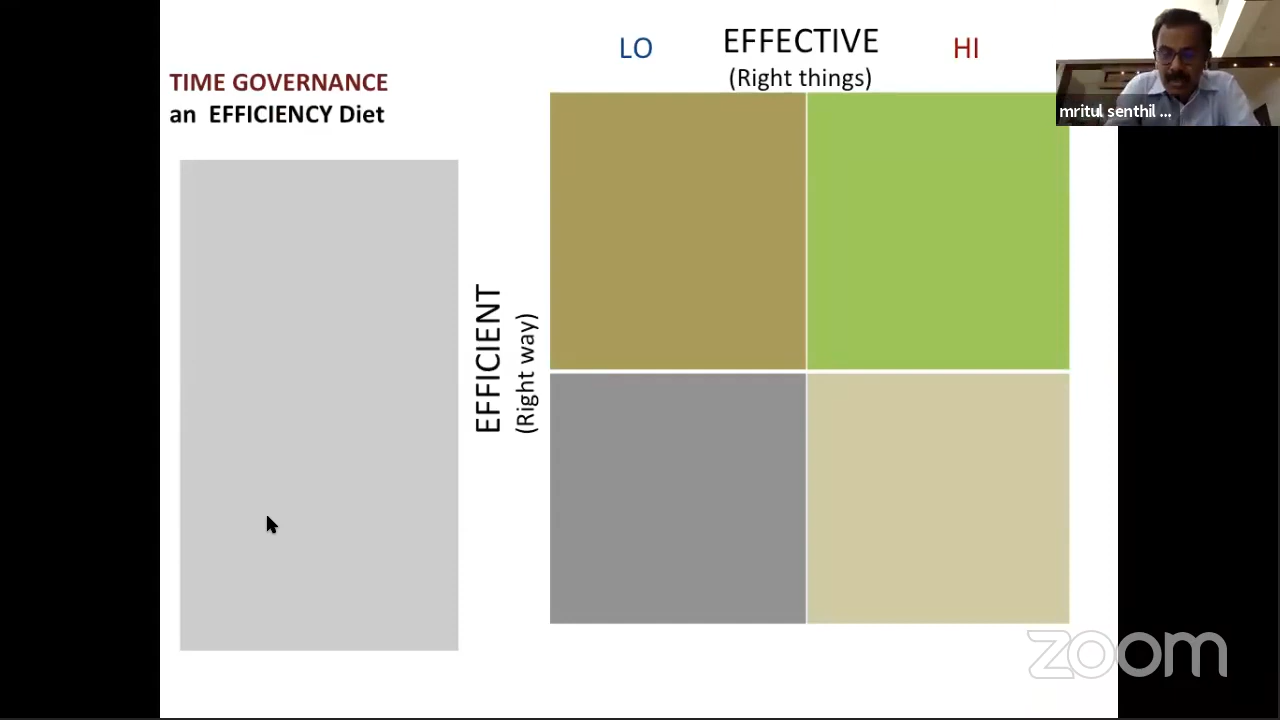 TIME GOVERNANCE
an EFFICIENCY Diet
LO
EFFECTIVE
HI
(Right things)
EFFICIENT
(Right way)
mritul senthil ...
zoom